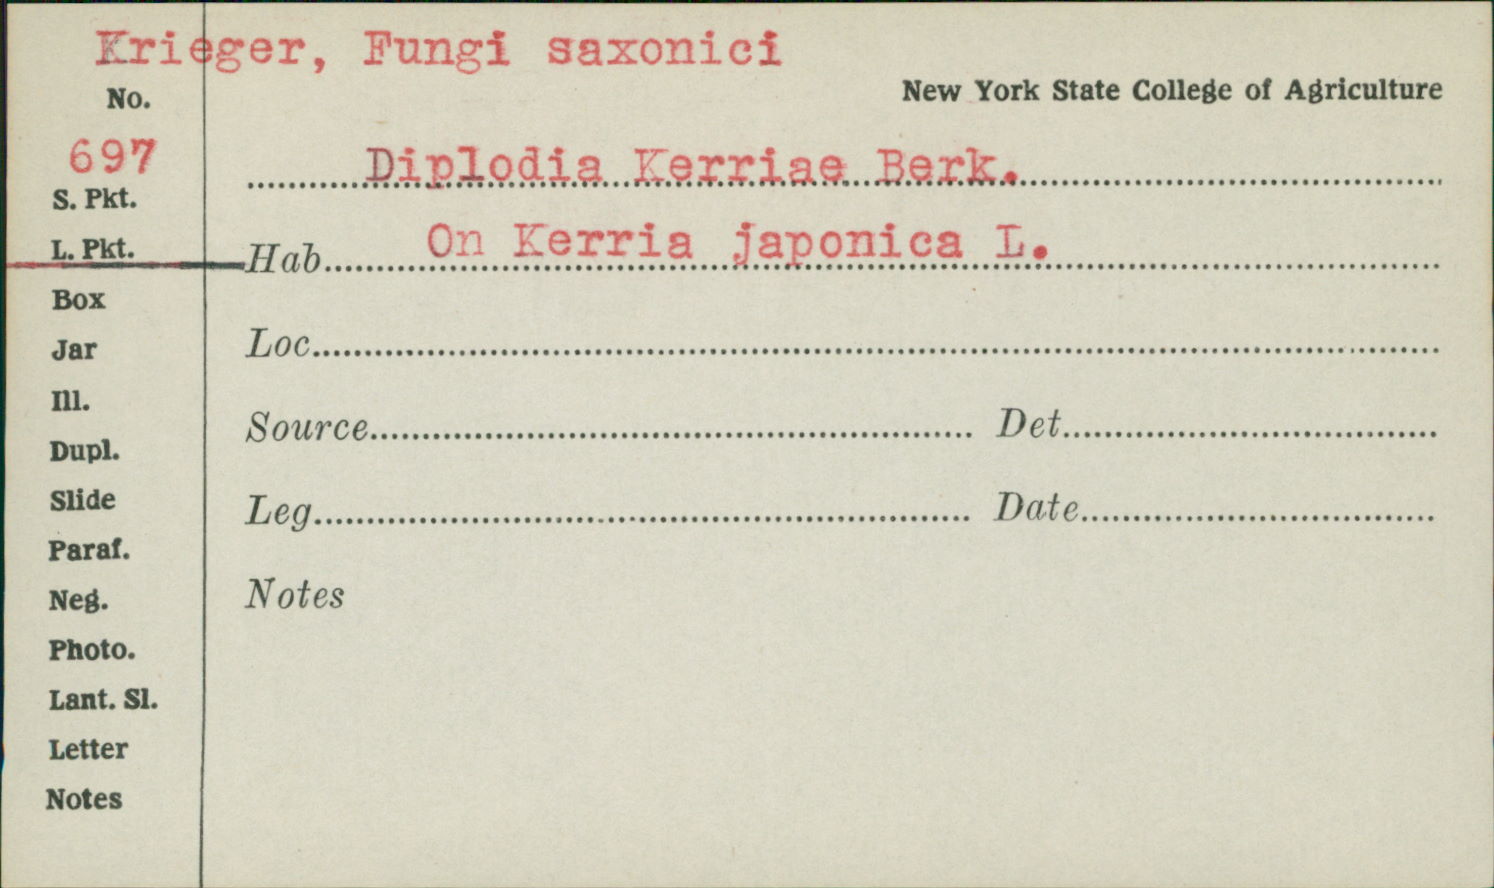 Krieger, Fungi saxonici
No.
New York State College of Agriculture
697
Diplodia Kerriae Berk.
S. Pkt.
L. Pkt.
Hab. On Kerria japonica L.
Box
Jar
Loc.
Ill.
Source Det.
Dupl.
Slide
Leg. Date
Paraf.
Neg.
Notes
Photo.
Lant. Sl.
Letter
Notes